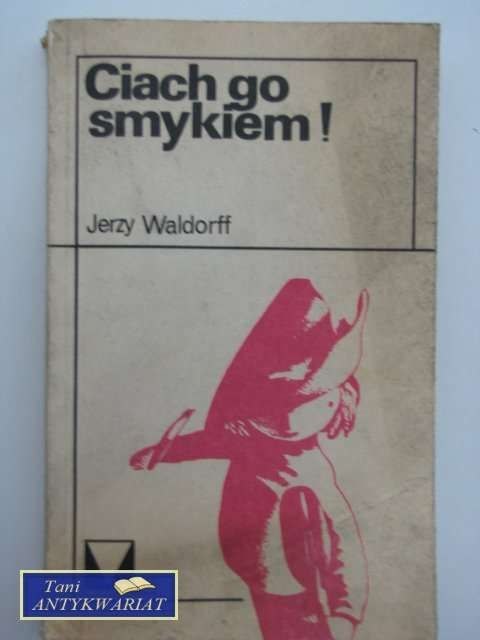 Ciach go
smykiem!
Jerzy Waldorff
Tani
ANTYKWARIAT